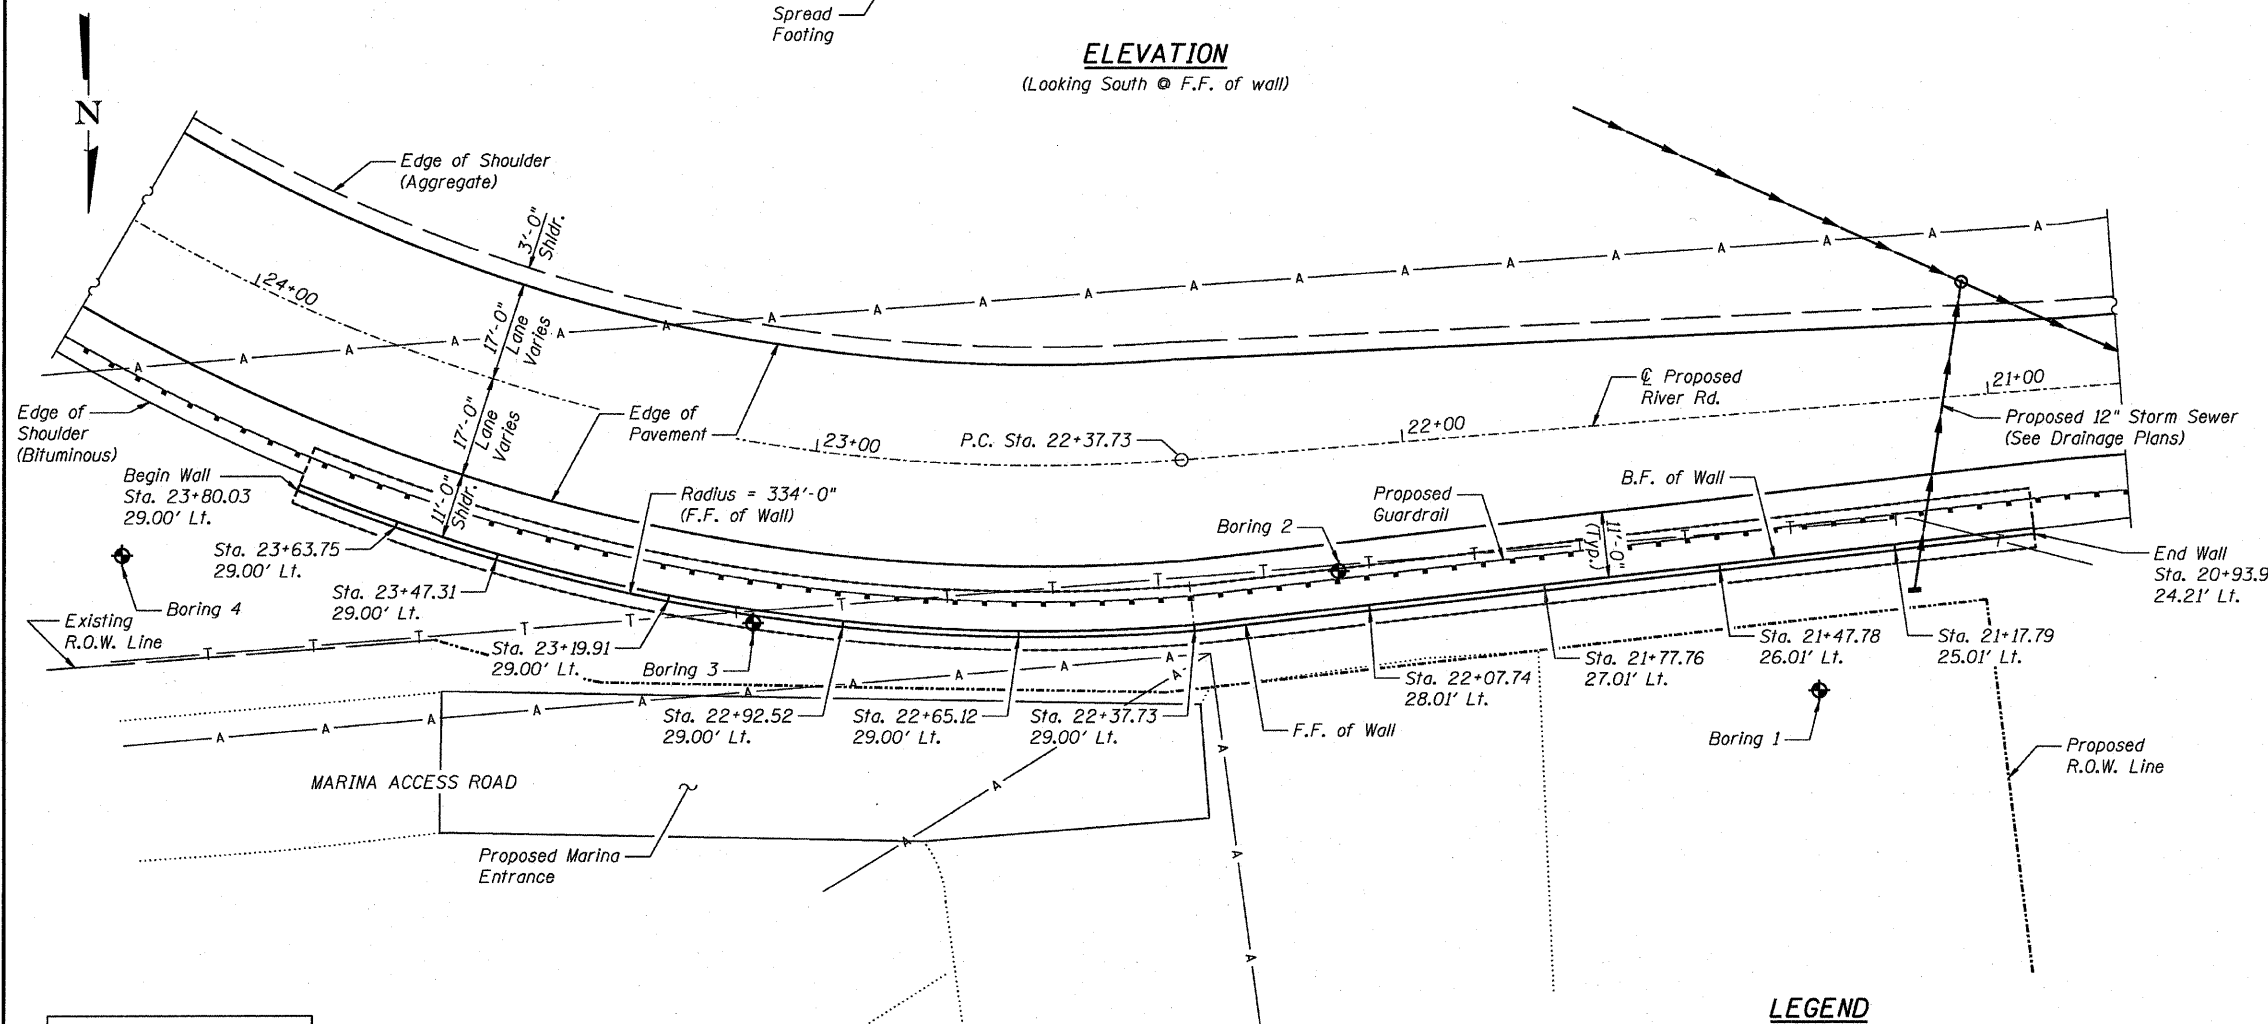 Spread
Footing
ELEVATION
(Looking South @ F.F. of wall)
N
Edge of Shoulder
(Aggregate)
3'-0"
Shldr.
24+00
17'-0"
Lane
Varies
17'-0"
Lane
Varies
11'-0"
Shldr.
Edge of
Shoulder
(Bituminous)
Edge of
Pavement
23+00
P.C. Sta. 22+37.73
22+00
℄ Proposed
River Rd.
21+00
Proposed 12" Storm Sewer
(See Drainage Plans)
Begin Wall
Sta. 23+80.03
29.00' Lt.
Radius = 334'-0"
(F.F. of Wall)
Boring 2
Proposed
Guardrail
B.F. of Wall
11'-0"
(Typ.)
End Wall
Sta. 20+93.9
24.21' Lt.
Sta. 23+63.75
29.00' Lt.
Sta. 23+47.31
29.00' Lt.
Boring 4
Existing
R.O.W. Line
Sta. 23+19.91
29.00' Lt.
Boring 3
Sta. 22+92.52
29.00' Lt.
Sta. 22+65.12
29.00' Lt.
Sta. 22+37.73
29.00' Lt.
F.F. of Wall
Sta. 22+07.74
28.01' Lt.
Sta. 21+77.76
27.01' Lt.
Sta. 21+47.78
26.01' Lt.
Sta. 21+17.79
25.01' Lt.
Boring 1
Proposed
R.O.W. Line
MARINA ACCESS ROAD
Proposed Marina
Entrance
LEGEND